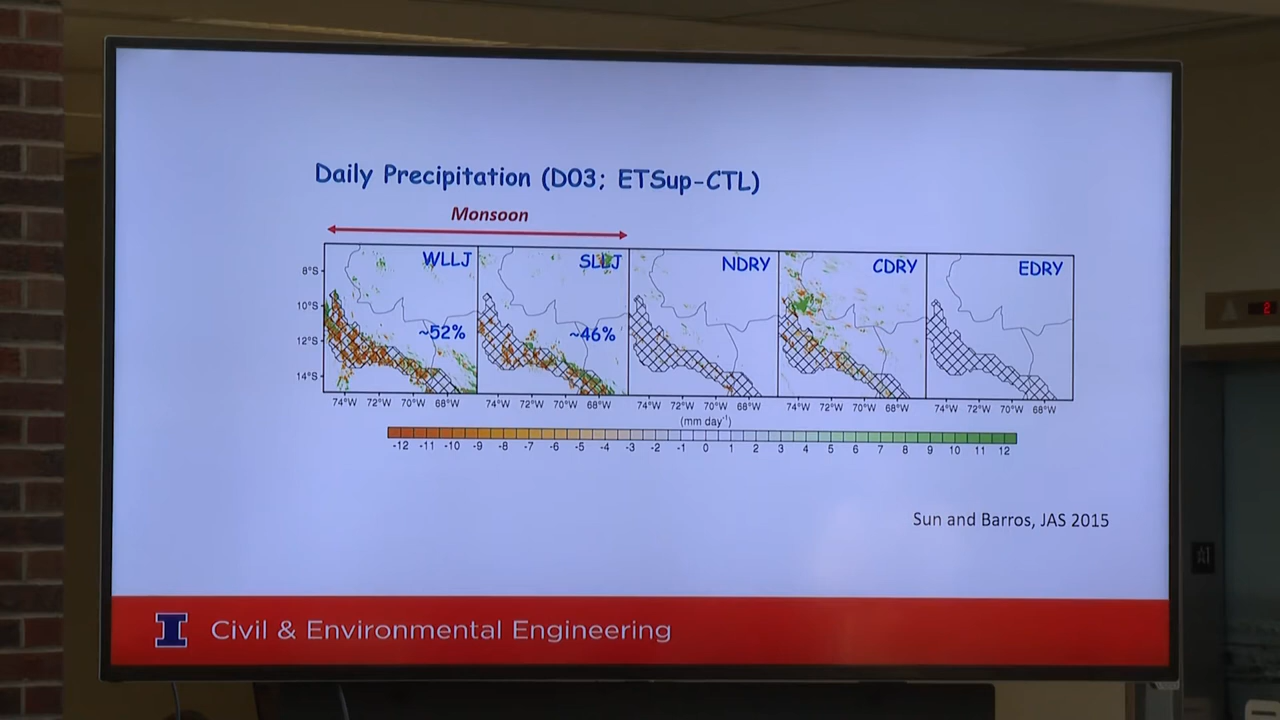 Daily Precipitation (D03; ETSup-CTL)
Monsoon
WLLJ SLLJ NDRY CDRY EDRY
8°S
10°S
12°S
14°S
~52% ~46%
74°W 72°W 70°W 68°W 74°W 72°W 70°W 68°W 74°W 72°W 70°W 68°W 74°W 72°W 70°W 68°W 74°W 72°W 70°W 68°W
(mm day⁻¹)
-12 -11 -10 -9 -8 -7 -6 -5 -4 -3 -2 -1 0 1 2 3 4 5 6 7 8 9 10 11 12
Sun and Barros, JAS 2015
I Civil & Environmental Engineering
A1
2